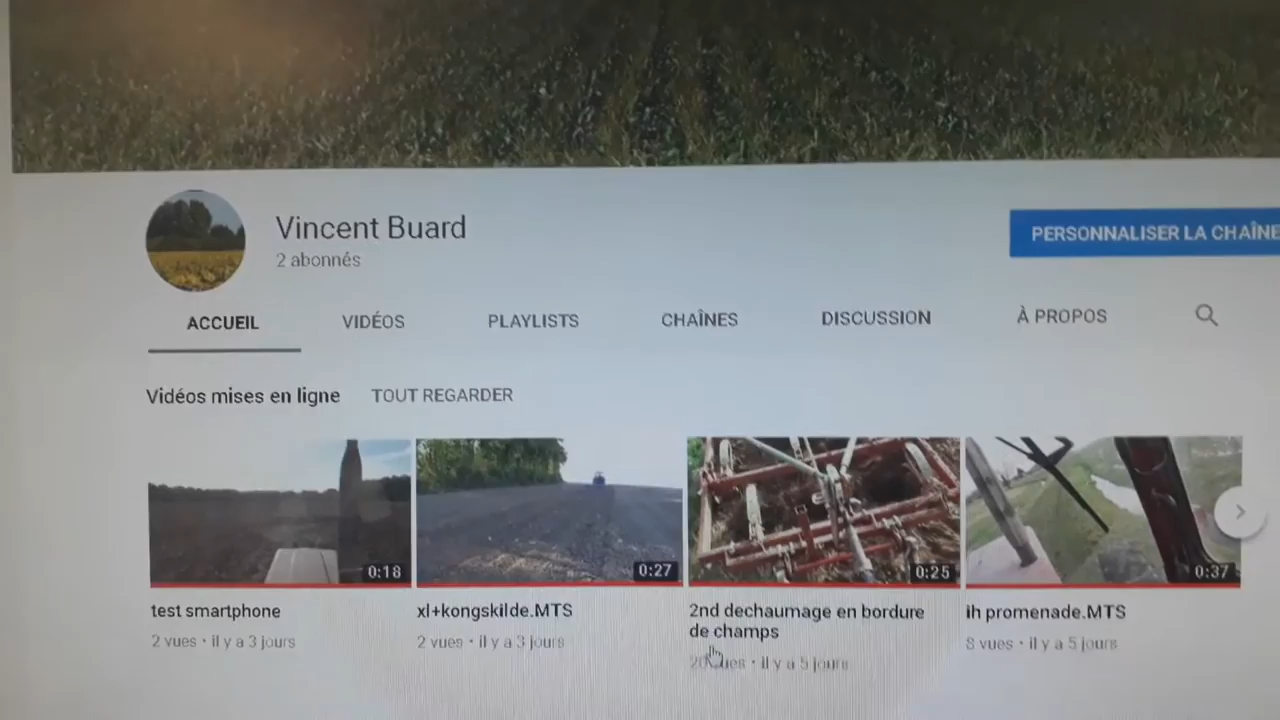 Vincent Buard
2 abonnés
PERSONNALISER LA CHAÎNE
ACCUEIL
VIDÉOS
PLAYLISTS
CHAÎNES
DISCUSSION
À PROPOS
Vidéos mises en ligne
TOUT REGARDER
0:18
0:27
0:25
0:37
test smartphone
2 vues • il y a 3 jours
xl+kongskilde.MTS
2 vues • il y a 3 jours
2nd dechaumage en bordure
de champs
• il y a 5 jours
ih promenade.MTS
8 vues • il y a 5 jours